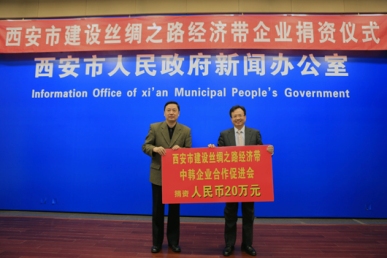 西安市建设丝绸之路经济带企业捐资仪式
西安市人民政府新闻办公室
Information Office of xi'an Municipal People's Government
西安市建设丝绸之路经济带
中韩企业合作促进会
捐资 人民币20万元